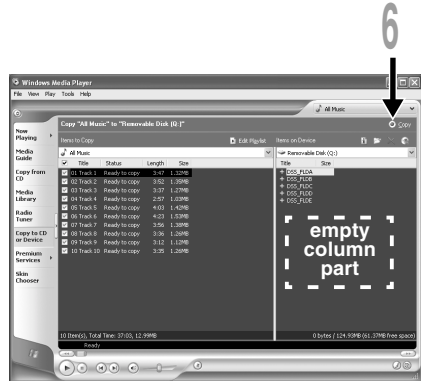 6
Windows Media Player
File View Play Tools Help
All Music
Copy "All Music" to "Removable Disk (Q:)"
Copy
Now Playing
Media Guide
Copy from CD
Media Library
Radio Tuner
Copy to CD or Device
Premium Services
Skin Chooser
Items to Copy
Edit Playlist
All Music
Title Status Length Size
01 Track 1 Ready to copy 3:47 1.32MB
02 Track 2 Ready to copy 3:52 1.35MB
03 Track 3 Ready to copy 3:37 1.27MB
04 Track 4 Ready to copy 2:57 1.03MB
05 Track 5 Ready to copy 4:03 1.42MB
06 Track 6 Ready to copy 4:23 1.53MB
07 Track 7 Ready to copy 3:56 1.38MB
08 Track 8 Ready to copy 3:36 1.26MB
09 Track 9 Ready to copy 3:12 1.12MB
10 Track 10 Ready to copy 3:35 1.26MB
10 Item(s), Total Time: 37:03, 12.99MB
Items on Device
Removable Disk (Q:)
Title Size
DSS_FLDA
DSS_FLDB
DSS_FLDC
DSS_FLDD
DSS_FLDE
empty
column
part
0 bytes / 124.93MB (61.37MB free space)
Ready